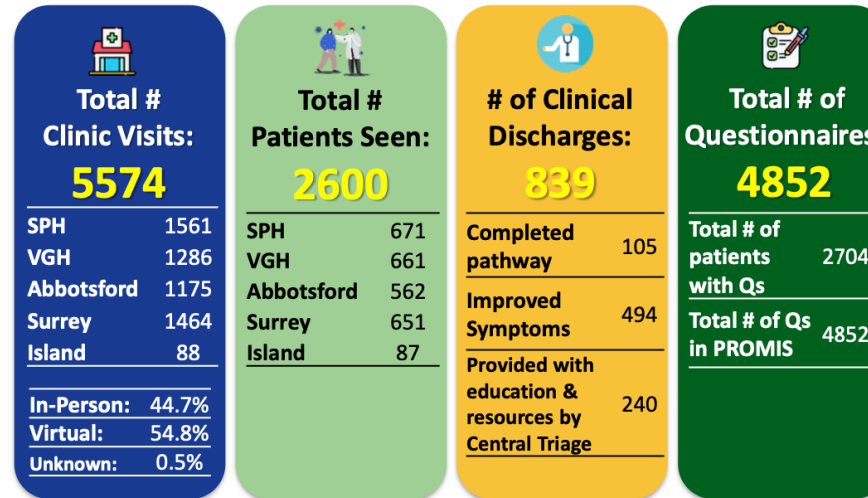 Total #
Clinic Visits:
5574
SPH 1561
VGH 1286
Abbotsford 1175
Surrey 1464
Island 88
In-Person: 44.7%
Virtual: 54.8%
Unknown: 0.5%
Total #
Patients Seen:
2600
SPH 671
VGH 661
Abbotsford 562
Surrey 651
Island 87
# of Clinical
Discharges:
839
Completed
pathway 105
Improved
Symptoms 494
Provided with
education &
resources by 240
Central Triage
Total # of
Questionnaires
4852
Total # of
patients 2704
with Qs
Total # of Qs
in PROMIS 4852